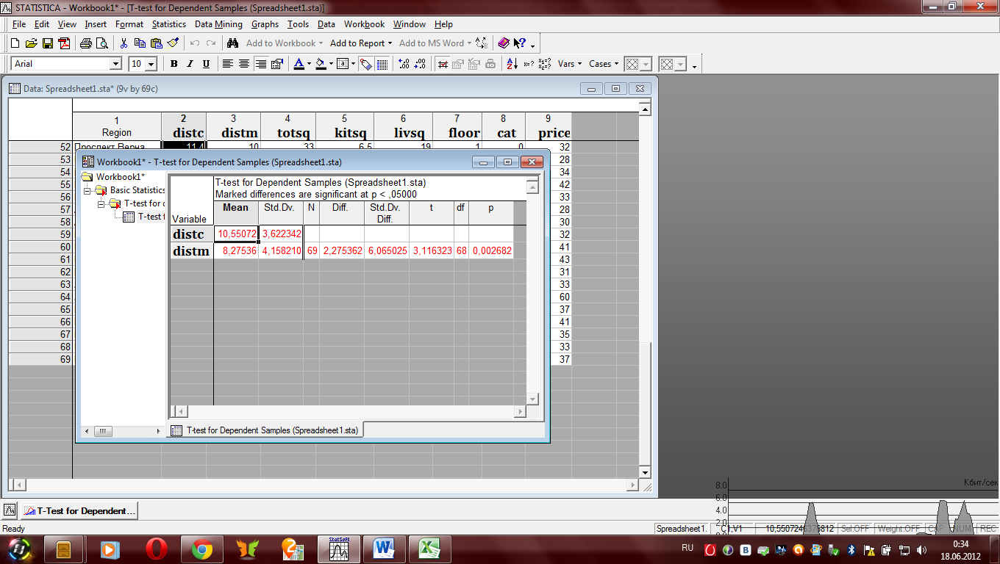 STATISTICA - Workbook1* - [T-test for Dependent Samples (Spreadsheet1.sta)]
File Edit View Insert Format Statistics Data Mining Graphs Tools Data Workbook Window Help
Add to Workbook Add to Report Add to MS Word
Arial 10 B I U Vars Cases
Data: Spreadsheet1.sta* (9v by 69c)
1 2 3 4 5 6 7 8 9
Region distc distm totsq kitsq livsq floor cat price
52 Проспект Верна 11,4 10 33 6,5 19 1 0 32
53 28
54 34
55 42
56 33
57 28
58 30
59 32
60 41
61 43
62 31
63 33
64 60
65 37
66 41
67 35
68 33
69 37
Workbook1* - T-test for Dependent Samples (Spreadsheet1.sta)
Workbook1*
Basic Statistics
T-test for
T-test
T-test for Dependent Samples (Spreadsheet1.sta)
Marked differences are significant at p < ,05000
Variable Mean Std.Dv. N Diff. Std.Dv. Diff. t df p
distc 10,55072 3,622342
distm 8,27536 4,158210 69 2,275362 6,065025 3,116323 68 0,002682
T-test for Dependent Samples (Spreadsheet1.sta)
Кбит/сек
8.0
6.0
4.0
2.0
T-Test for Dependent...
Ready Spreadsheet1. C1,V1 10,5507246376812 Sel:OFF Weight:OFF CAP NUM REC
StatSoft
RU 0:34
18.06.2012